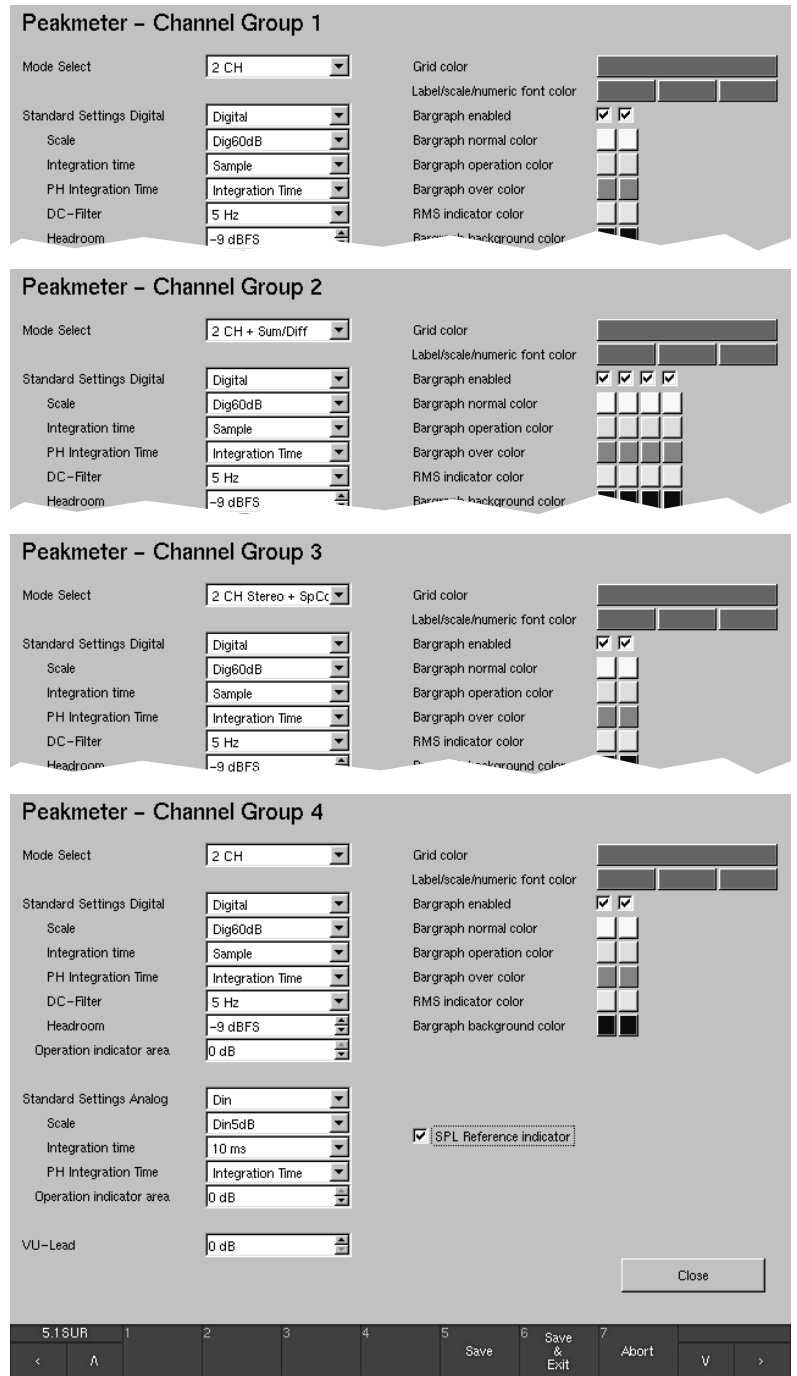 Peakmeter – Channel Group 1
Mode Select 2 CH Grid color
Label/scale/numeric font color
Standard Settings Digital Digital Bargraph enabled
Scale Dig60dB Bargraph normal color
Integration time Sample Bargraph operation color
PH Integration Time Integration Time Bargraph over color
DC–Filter 5 Hz RMS indicator color
Headroom –9 dBFS Bargraph background color
Peakmeter – Channel Group 2
Mode Select 2 CH + Sum/Diff Grid color
Label/scale/numeric font color
Standard Settings Digital Digital Bargraph enabled
Scale Dig60dB Bargraph normal color
Integration time Sample Bargraph operation color
PH Integration Time Integration Time Bargraph over color
DC–Filter 5 Hz RMS indicator color
Headroom –9 dBFS Bargraph background color
Peakmeter – Channel Group 3
Mode Select 2 CH Stereo + SpCo Grid color
Label/scale/numeric font color
Standard Settings Digital Digital Bargraph enabled
Scale Dig60dB Bargraph normal color
Integration time Sample Bargraph operation color
PH Integration Time Integration Time Bargraph over color
DC–Filter 5 Hz RMS indicator color
Headroom –9 dBFS background color
Peakmeter – Channel Group 4
Mode Select 2 CH Grid color
Label/scale/numeric font color
Standard Settings Digital Digital Bargraph enabled
Scale Dig60dB Bargraph normal color
Integration time Sample Bargraph operation color
PH Integration Time Integration Time Bargraph over color
DC–Filter 5 Hz RMS indicator color
Headroom –9 dBFS Bargraph background color
Operation indicator area 0 dB
Standard Settings Analog Din
Scale Din5dB SPL Reference indicator
Integration time 10 ms
PH Integration Time Integration Time
Operation indicator area 0 dB
VU–Lead 0 dB
Close
5.1SUR 1 2 3 4 5 Save 6 Save & Exit 7 Abort
< Λ V >